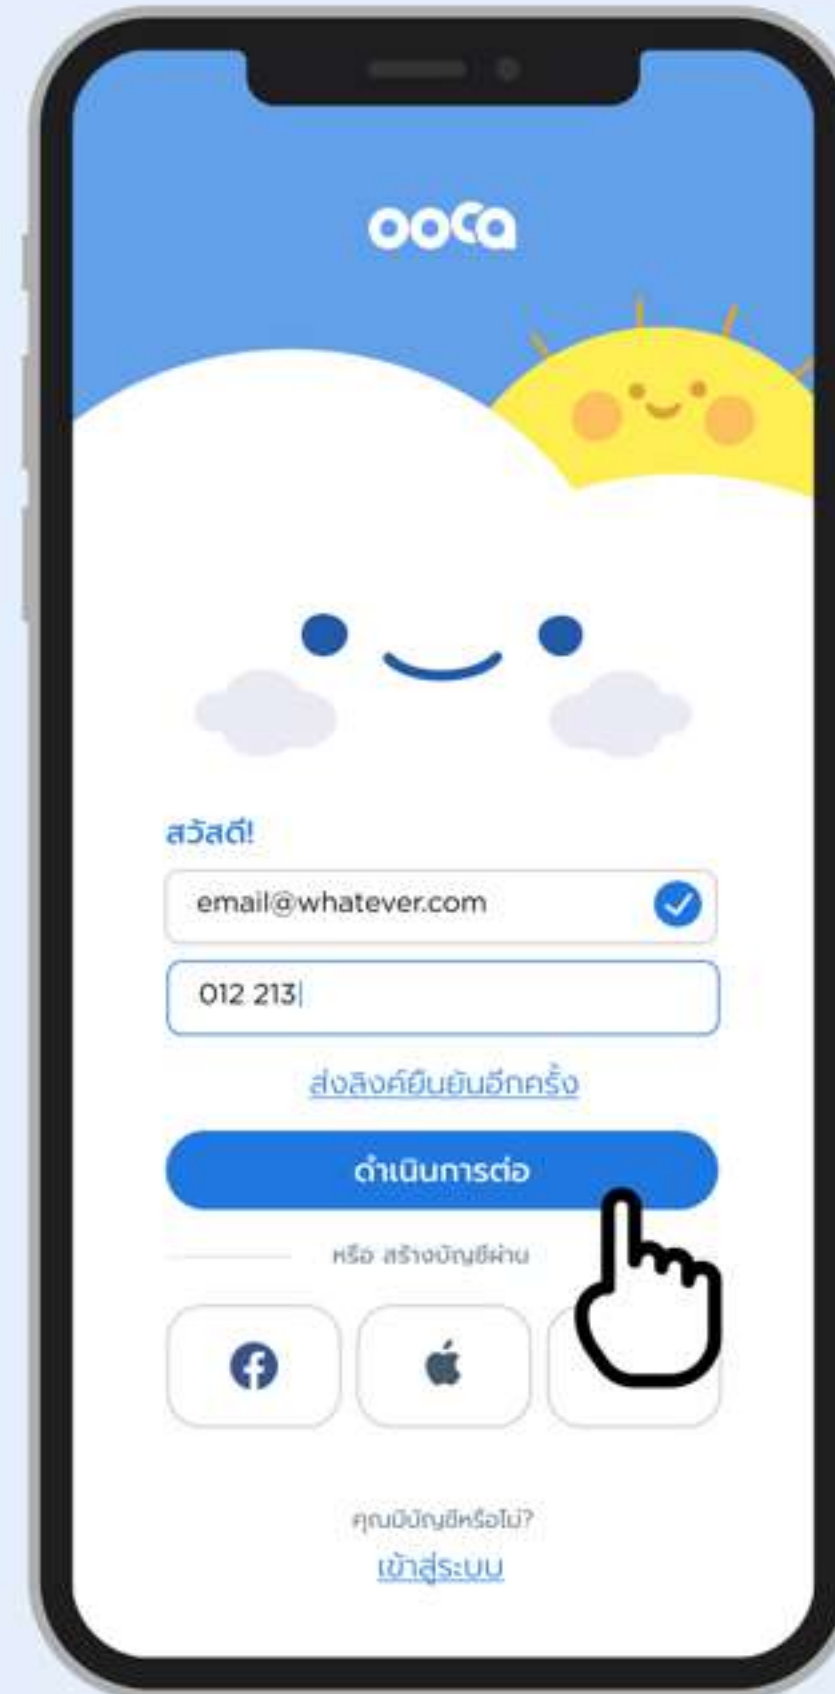 ooca
สวัสดี!
email@whatever.com
012 213
ส่งลิงค์ยืนยันอีกครั้ง
ดำเนินการต่อ
หรือ สร้างบัญชีผ่าน
คุณมีบัญชีหรือไม่?
เข้าสู่ระบบ